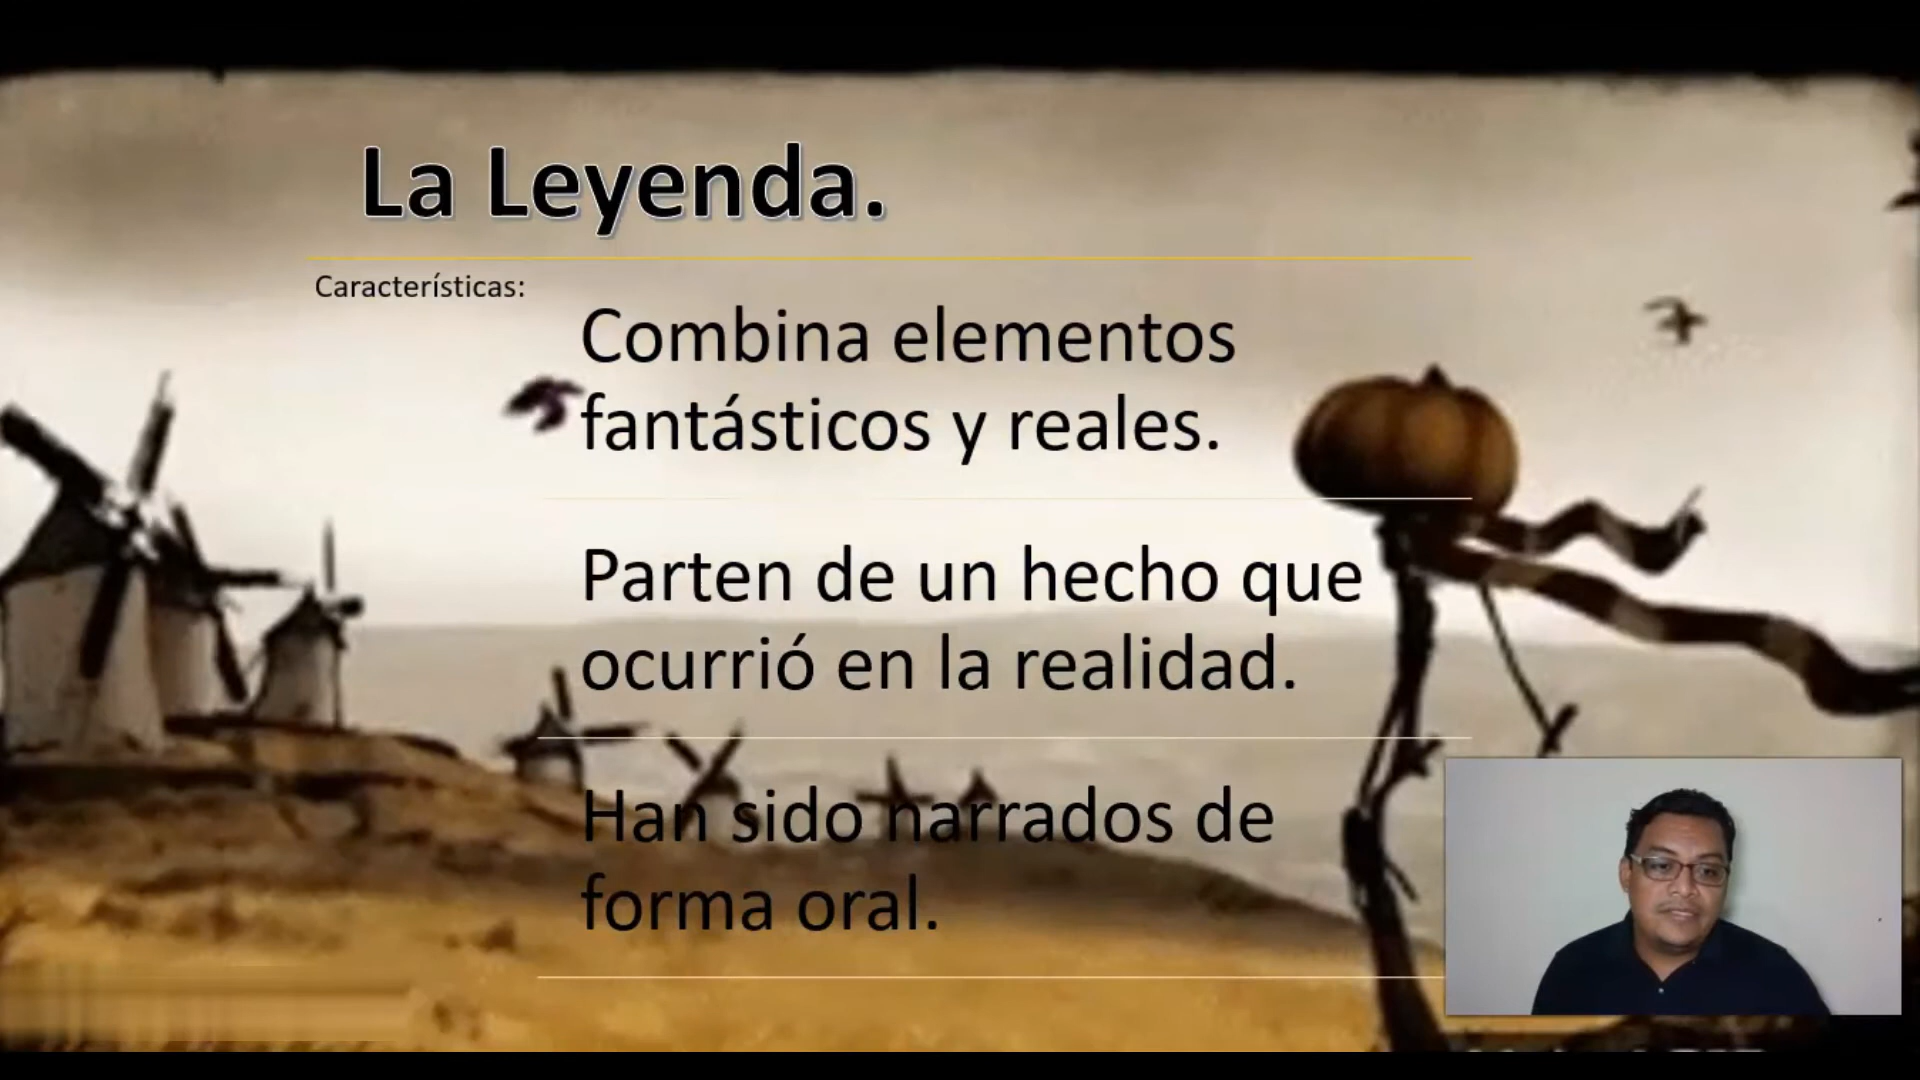 La Leyenda.
Características:
Combina elementos
fantásticos y reales.
Parten de un hecho que
ocurrió en la realidad.
Han sido narrados de
forma oral.